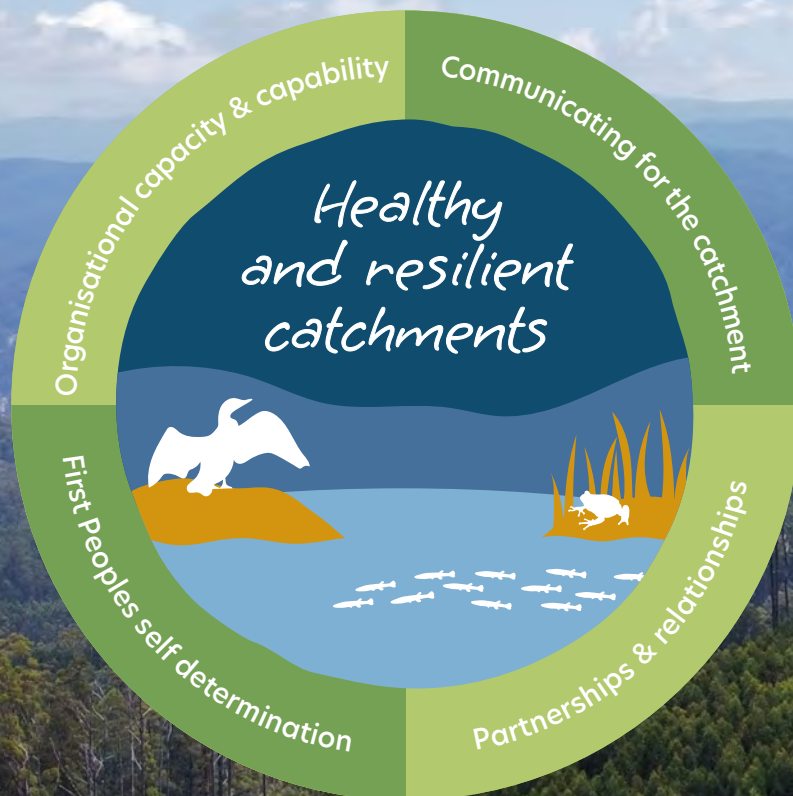 Organisational capacity & capability
Communicating for the catchment
Healthy
and resilient
catchments
First Peoples self determination
Partnerships & relationships